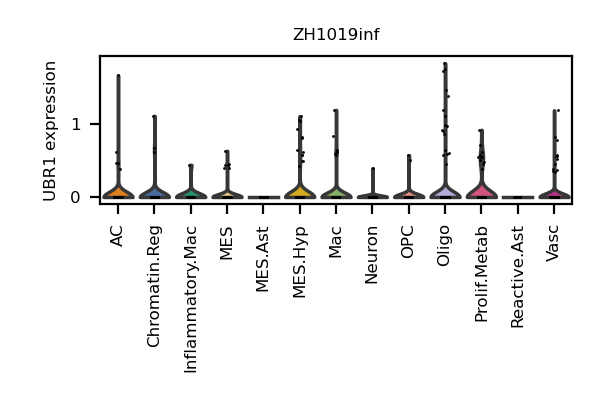 ZH1019inf
UBR1 expression
1
0
AC
Chromatin.Reg
Inflammatory.Mac
MES
MES.Ast
MES.Hyp
Mac
Neuron
OPC
Oligo
Prolif.Metab
Reactive.Ast
Vasc